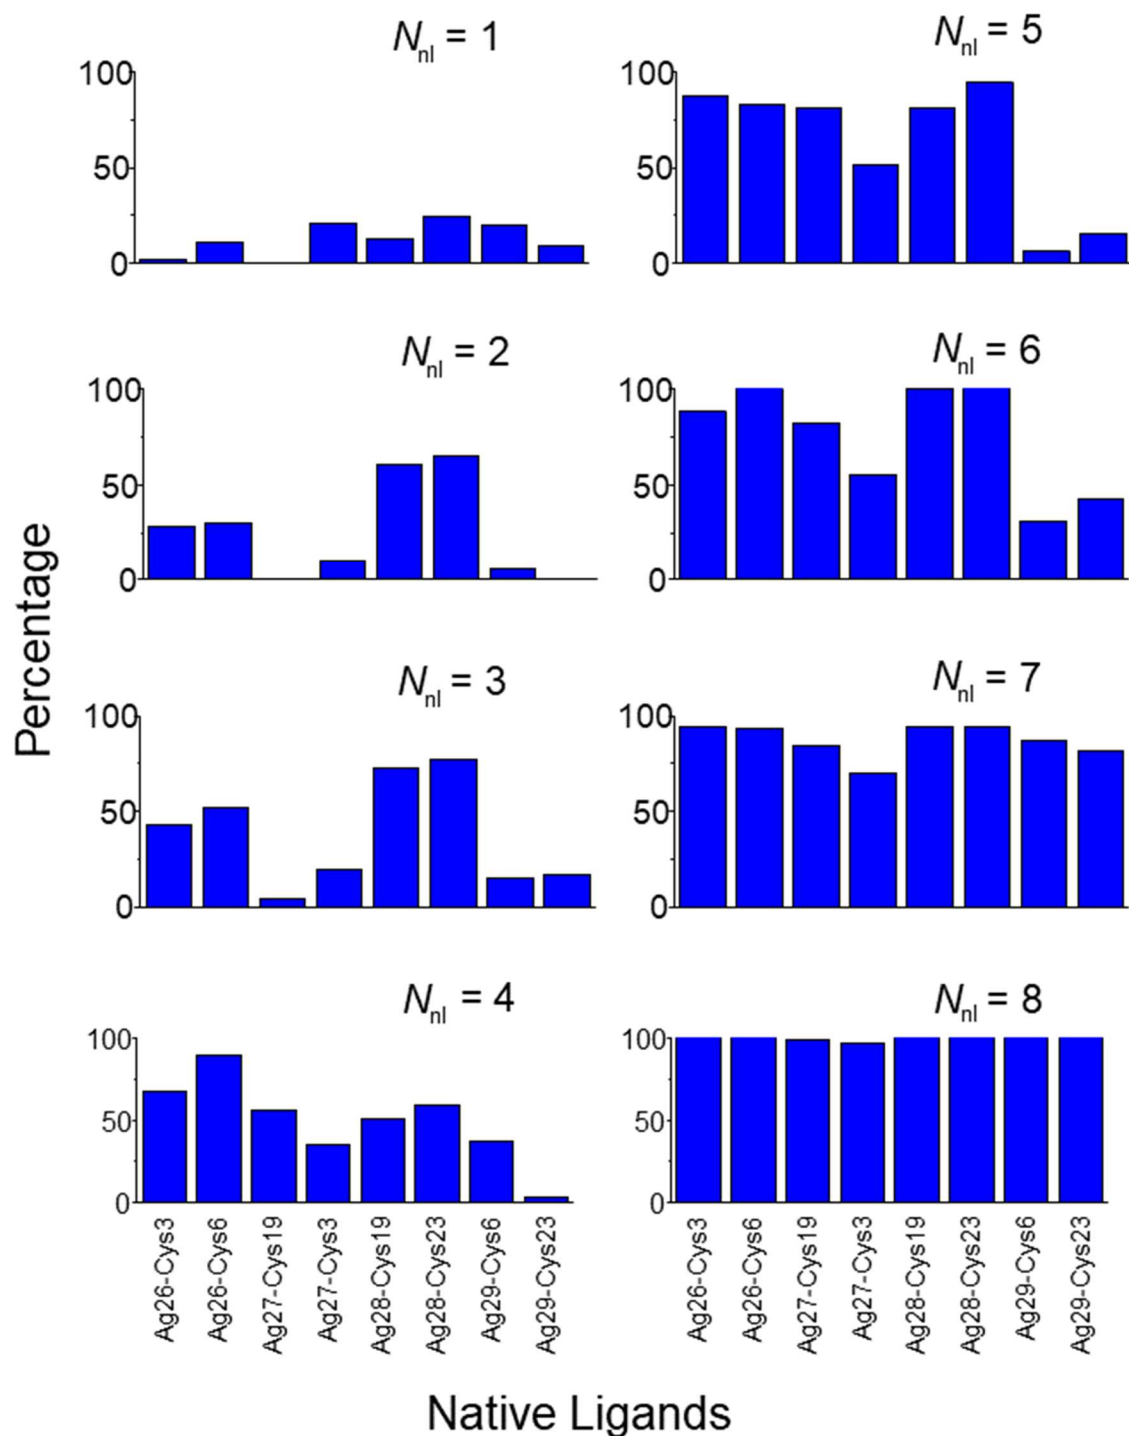 N_nl = 1
100
50
0
N_nl = 5
100
50
0
N_nl = 2
100
50
0
N_nl = 6
100
50
0
N_nl = 3
100
50
0
N_nl = 7
100
50
0
N_nl = 4
100
50
0
N_nl = 8
100
50
0
Percentage
Ag26-Cys3
Ag26-Cys6
Ag27-Cys19
Ag27-Cys3
Ag28-Cys19
Ag28-Cys23
Ag29-Cys6
Ag29-Cys23
Ag26-Cys3
Ag26-Cys6
Ag27-Cys19
Ag27-Cys3
Ag28-Cys19
Ag28-Cys23
Ag29-Cys6
Ag29-Cys23
Native Ligands